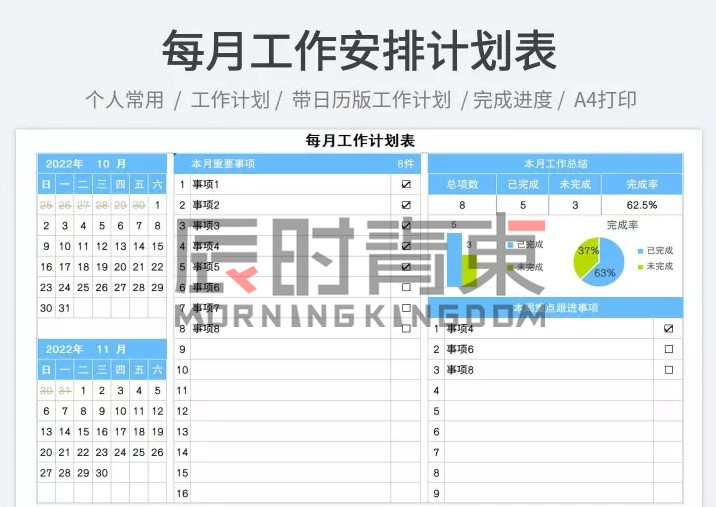 每月工作安排计划表
个人常用 / 工作计划 / 带日历版工作计划 / 完成进度 / A4打印
每月工作计划表
2022年 10 月
日 一 二 三 四 五 六
25 26 27 28 29 30 1
2 3 4 5 6 7 8
9 10 11 12 13 14 15
16 17 18 19 20 21 22
23 24 25 26 27 28 29
30 31
2022年 11 月
日 一 二 三 四 五 六
30 31 1 2 3 4 5
6 7 8 9 10 11 12
13 14 15 16 17 18 19
20 21 22 23 24 25 26
27 28 29 30
本月重要事项 8件
1 事项1
2 事项2
3 事项3
4 事项4
5 事项5
6 事项6
7 事项7
8 事项8
9
10
11
12
13
14
15
16
本月工作总结
总项数 已完成 未完成 完成率
8 5 3 62.5%
完成率
5
3
已完成
未完成
37%
63%
已完成
未完成
本周重点跟进事项
1 事项4
2 事项6
3 事项8
4
5
6
7
8
9
辰时青東
MORNING KINGDOM